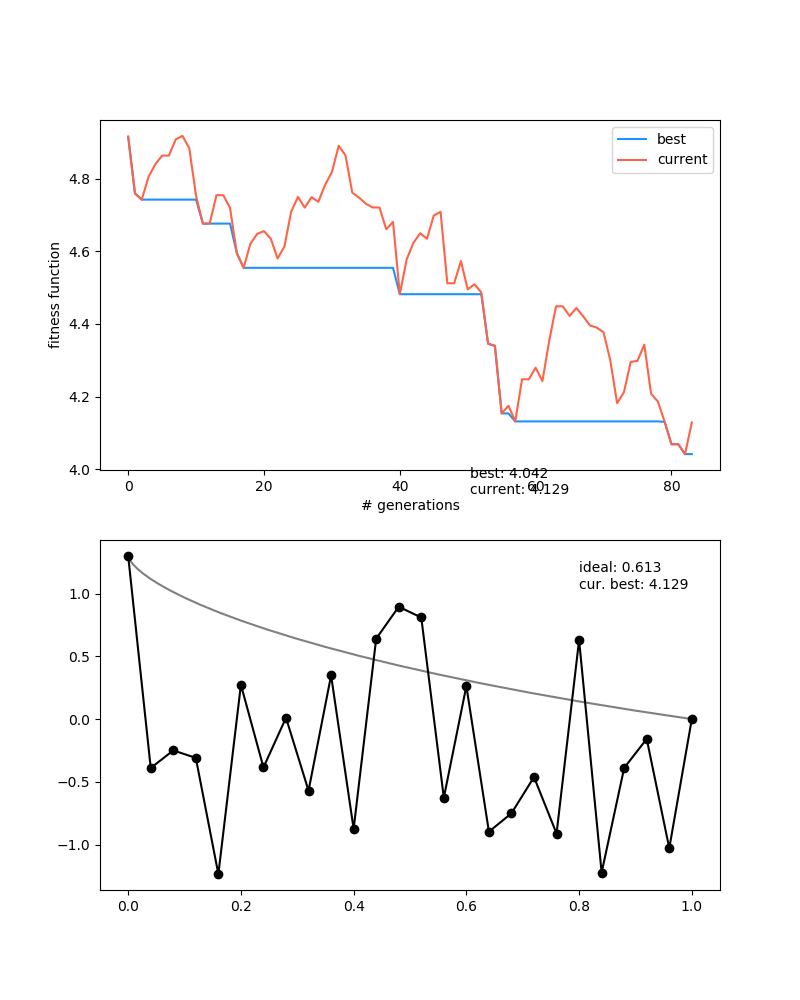 best
current
4.8
4.6
4.4
4.2
4.0
fitness function
0 20 40 60 80
best: 4.042
current: 4.129
# generations
ideal: 0.613
cur. best: 4.129
1.0
0.5
0.0
−0.5
−1.0
0.0 0.2 0.4 0.6 0.8 1.0